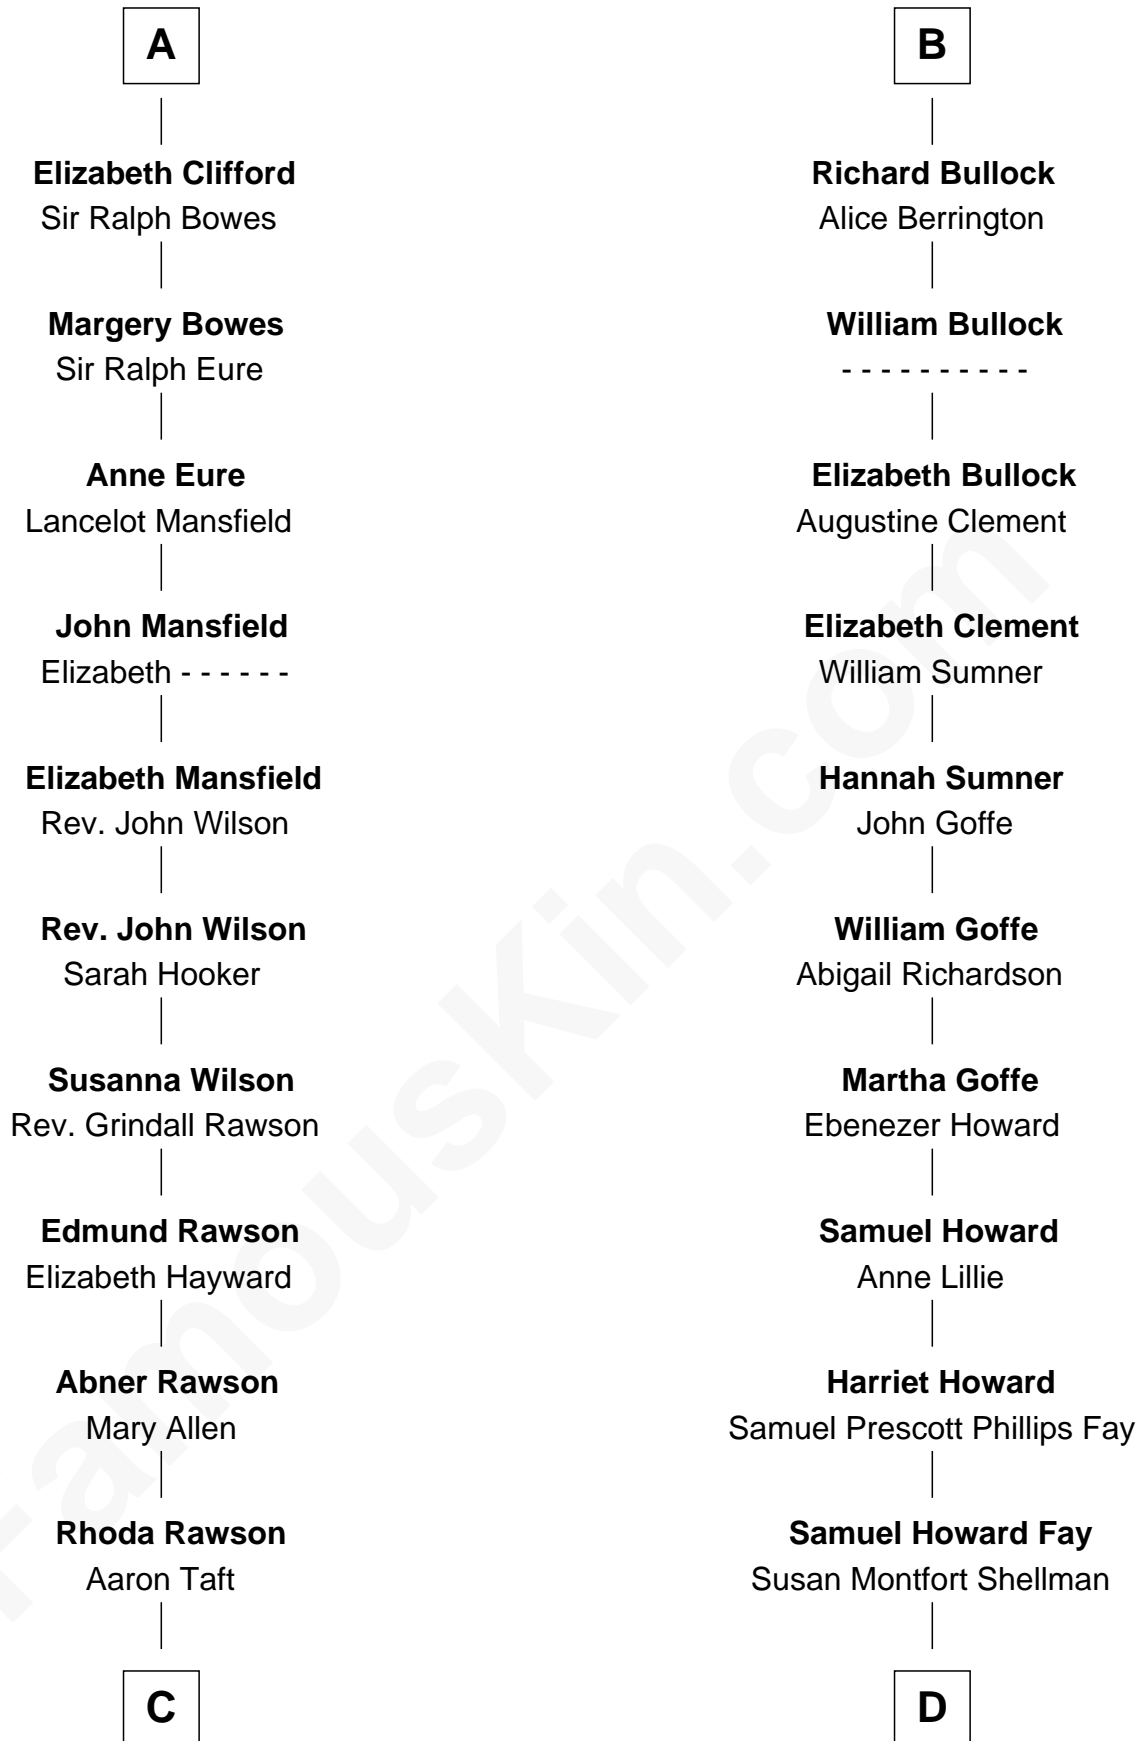 A
Elizabeth Clifford
Sir Ralph Bowes
Margery Bowes
Sir Ralph Eure
Anne Eure
Lancelot Mansfield
John Mansfield
Elizabeth - - - - - -
Elizabeth Mansfield
Rev. John Wilson
Rev. John Wilson
Sarah Hooker
Susanna Wilson
Rev. Grindall Rawson
Edmund Rawson
Elizabeth Hayward
Abner Rawson
Mary Allen
Rhoda Rawson
Aaron Taft
C
B
Richard Bullock
Alice Berrington
William Bullock
- - - - - - - - - -
Elizabeth Bullock
Augustine Clement
Elizabeth Clement
William Sumner
Hannah Sumner
John Goffe
William Goffe
Abigail Richardson
Martha Goffe
Ebenezer Howard
Samuel Howard
Anne Lillie
Harriet Howard
Samuel Prescott Phillips Fay
Samuel Howard Fay
Susan Montfort Shellman
D
FamousKin.com